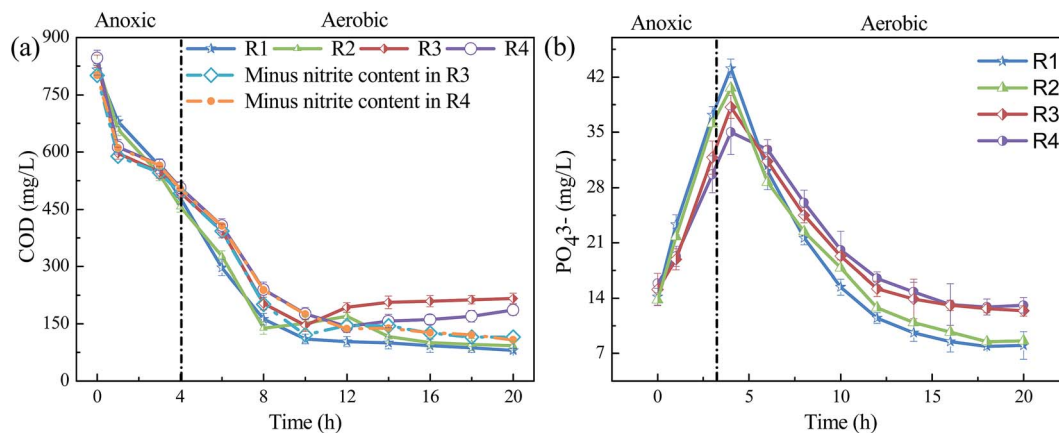 Anoxic Aerobic
(a)
R1 R2 R3 R4
Minus nitrite content in R3
Minus nitrite content in R4
COD (mg/L)
900
750
600
450
300
150
0
0 4 8 12 16 20
Time (h)
Anoxic Aerobic
(b)
R1
R2
R3
R4
PO43- (mg/L)
42
35
28
21
14
7
0 5 10 15 20
Time (h)